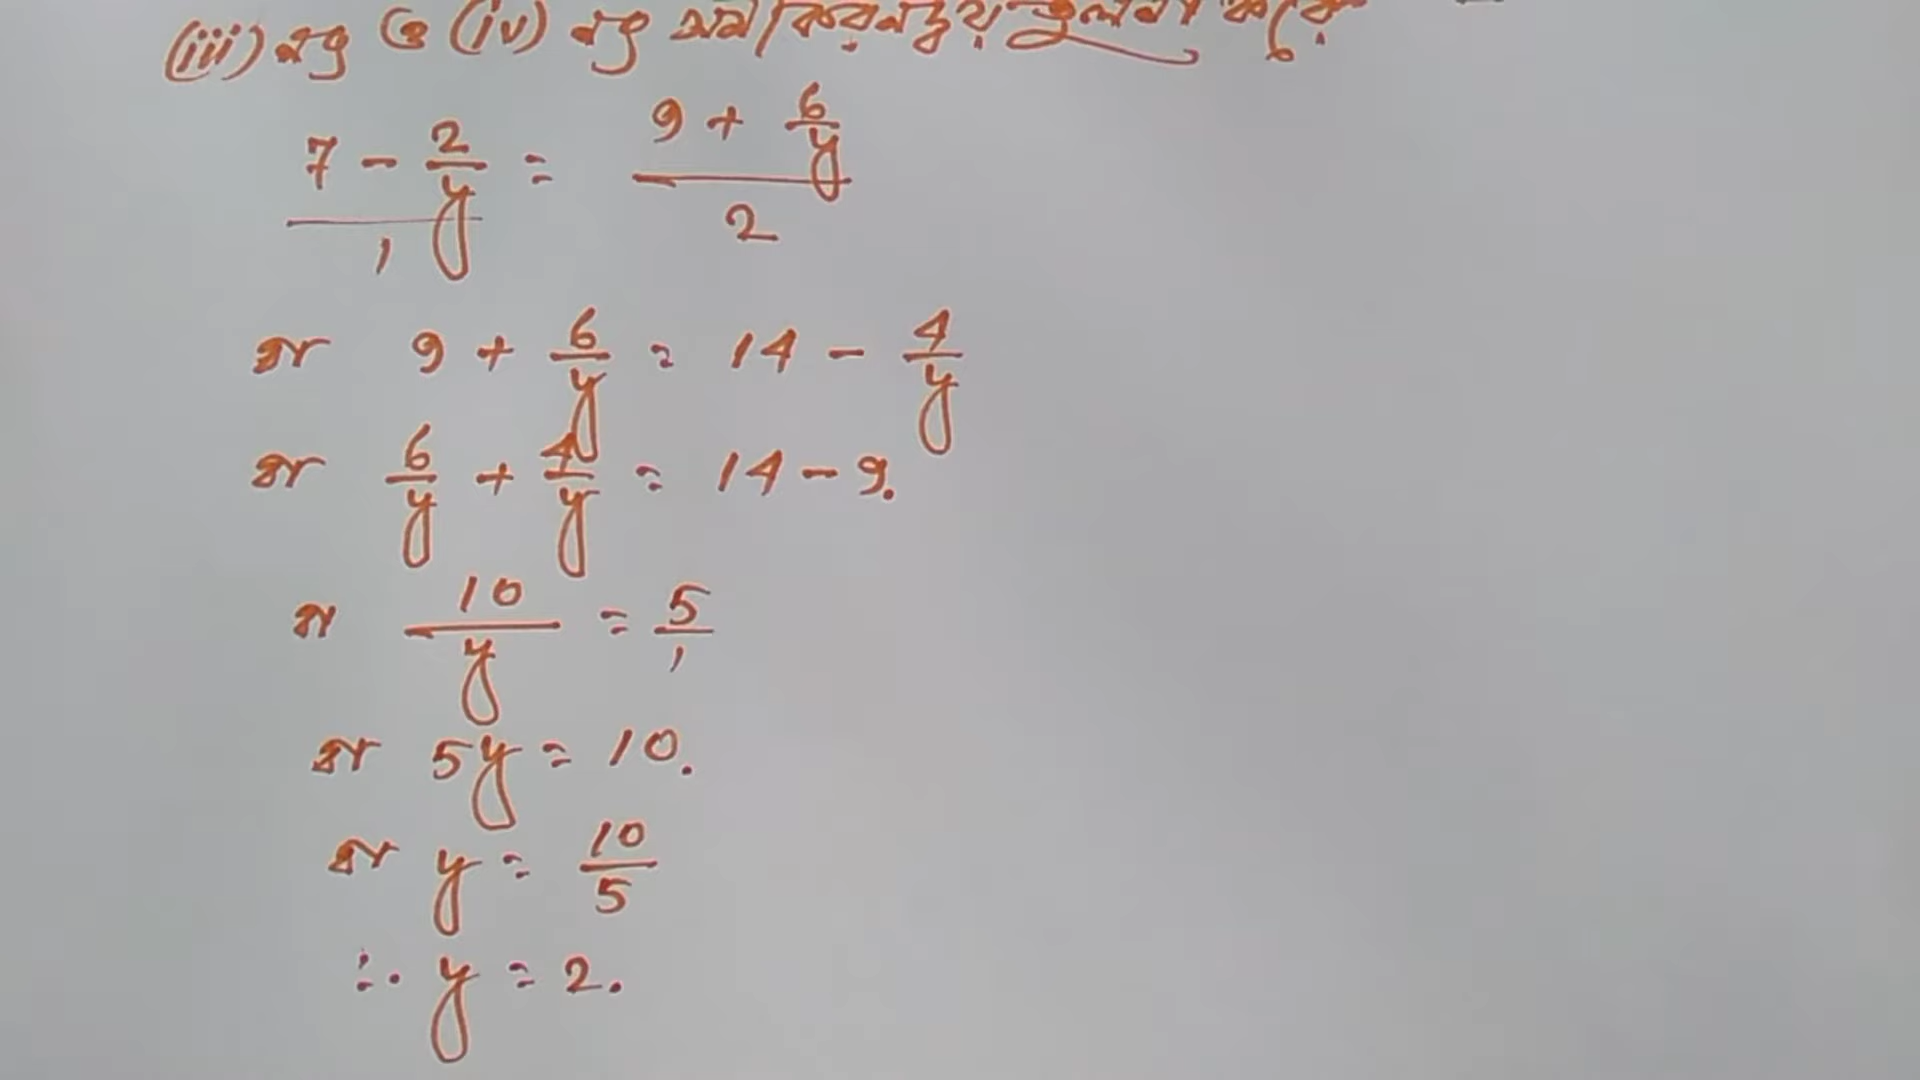 (iii) নং ও (iv) নং সমীকরনদ্বয় তুলনা করে
(7 - 2/y)/1 = (9 + 6/y)/2
বা 9 + 6/y = 14 - 4/y
বা 6/y + 4/y = 14 - 9.
বা 10/y = 5/1
বা 5y = 10.
বা y = 10/5
∴ y = 2.